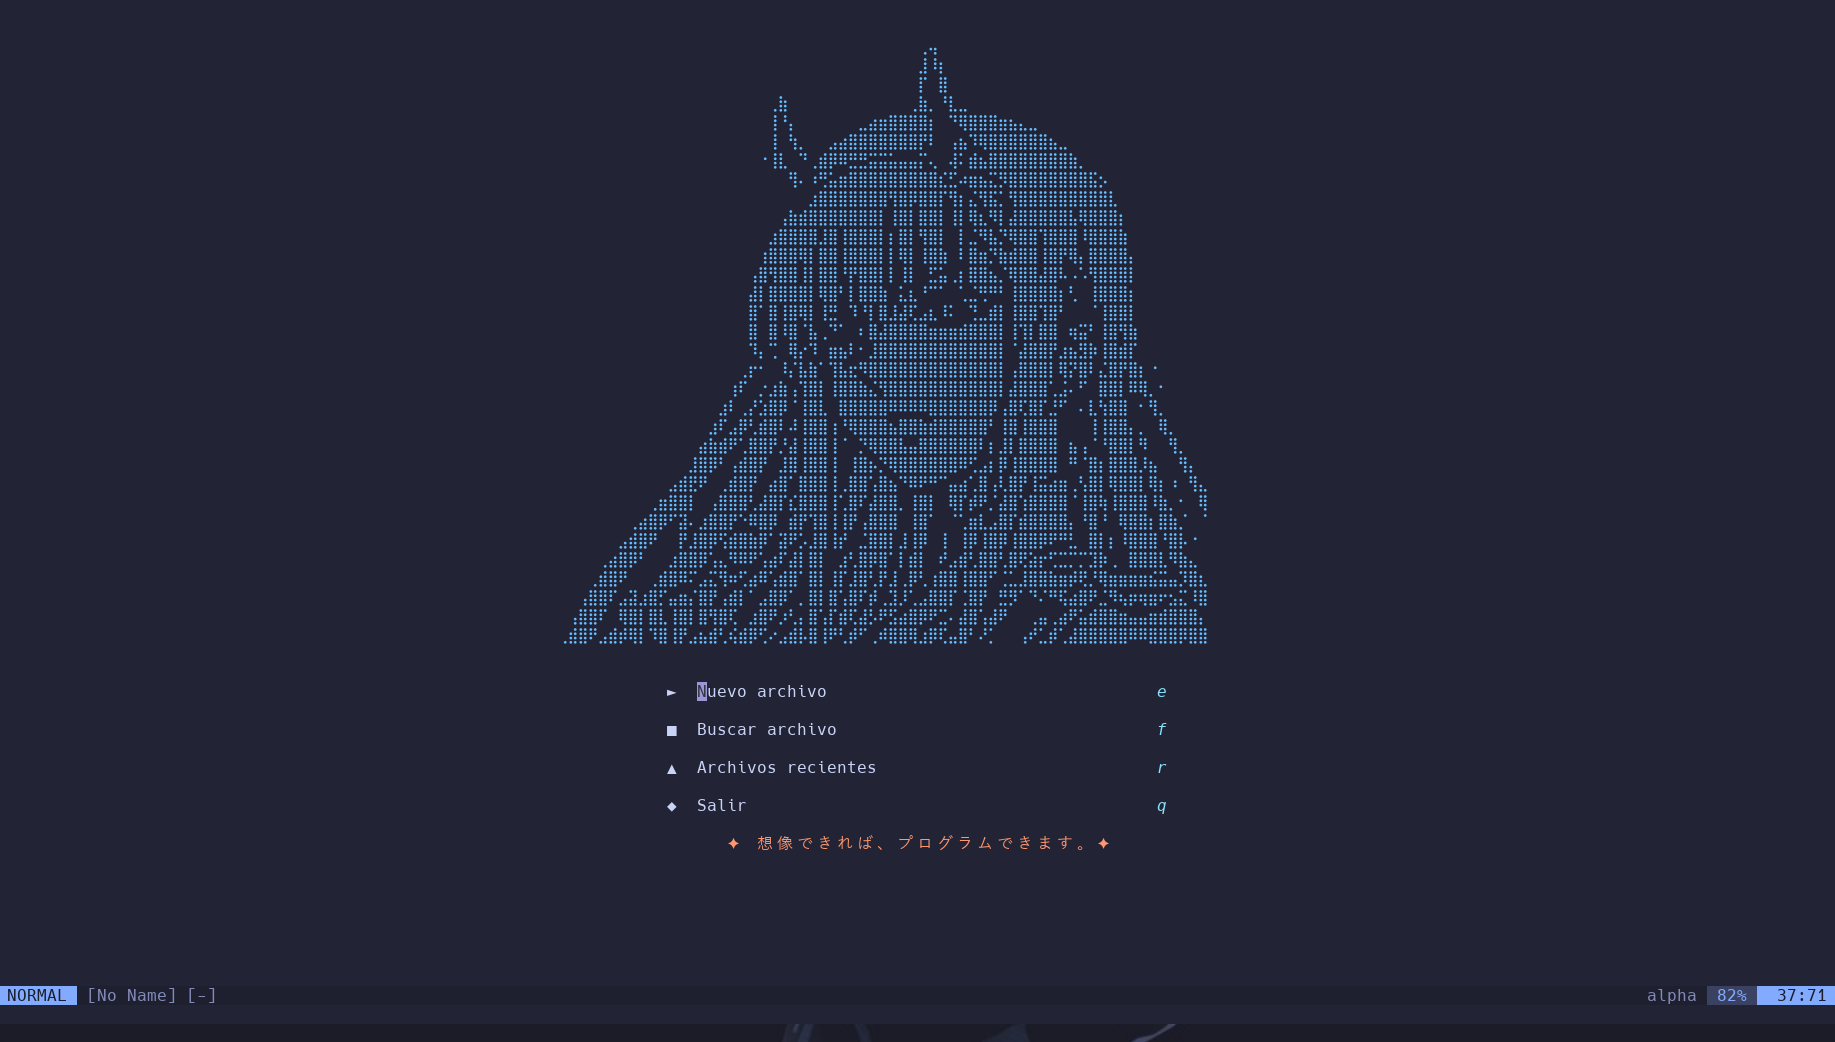 ► Nuevo archivo e
■ Buscar archivo f
▲ Archivos recientes r
◆ Salir q
✦ 想像できれば、プログラムできます。✦
NORMAL [No Name] [-] alpha 82% 37:71